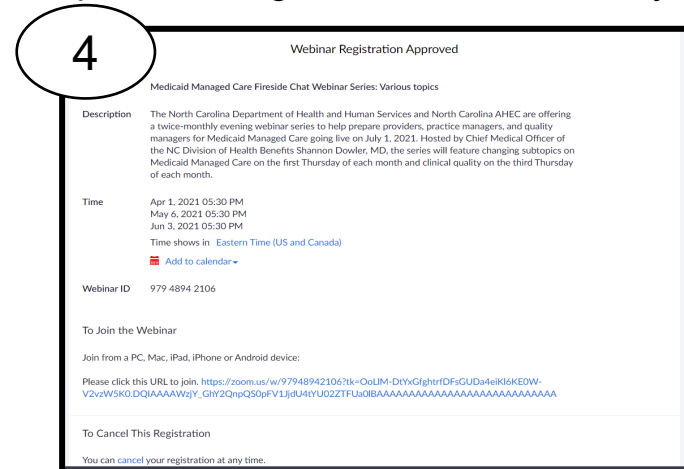 4
Webinar Registration Approved
Medicaid Managed Care Fireside Chat Webinar Series: Various topics
Description The North Carolina Department of Health and Human Services and North Carolina AHEC are offering
a twice-monthly evening webinar series to help prepare providers, practice managers, and quality
managers for Medicaid Managed Care going live on July 1, 2021. Hosted by Chief Medical Officer of
the NC Division of Health Benefits Shannon Dowler, MD, the series will feature changing subtopics on
Medicaid Managed Care on the first Thursday of each month and clinical quality on the third Thursday
of each month.
Time Apr 1, 2021 05:30 PM
May 6, 2021 05:30 PM
Jun 3, 2021 05:30 PM
Time shows in Eastern Time (US and Canada)
Add to calendar
Webinar ID 979 4894 2106
To Join the Webinar
Join from a PC, Mac, iPad, iPhone or Android device:
Please click this URL to join. https://zoom.us/w/97948942106?tk=OoLlM-DtYxGfghtrfDFsGUDa4eiKl6KE0W-
V2vzW5K0.DQIAAAAWzjY_GhY2QnpQS0pFV1JjdU4tYU02ZTFUa0lBAAAAAAAAAAAAAAAAAAAAAAAAAAAA
To Cancel This Registration
You can cancel your registration at any time.